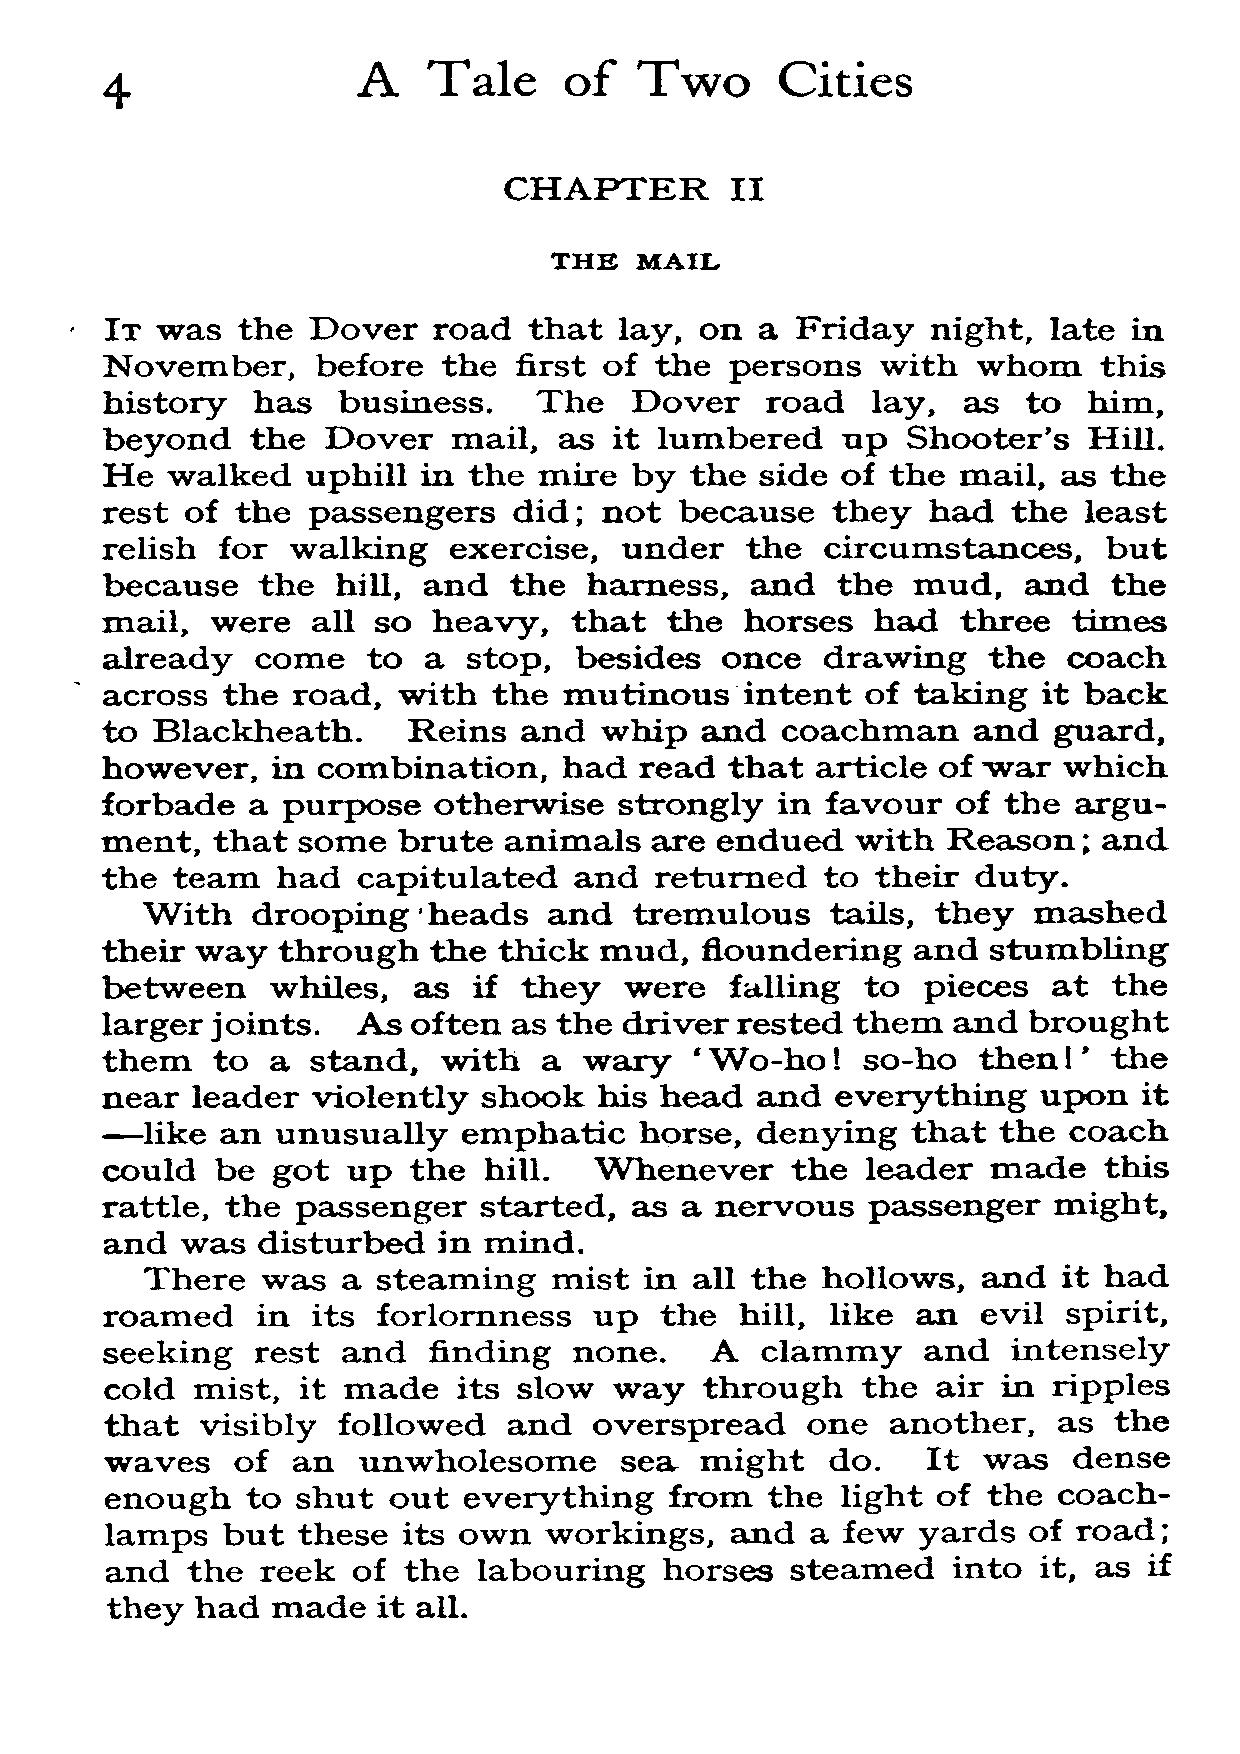 4 A Tale of Two Cities
CHAPTER II
THE MAIL
IT was the Dover road that lay, on a Friday night, late in
November, before the first of the persons with whom this
history has business. The Dover road lay, as to him,
beyond the Dover mail, as it lumbered up Shooter's Hill.
He walked uphill in the mire by the side of the mail, as the
rest of the passengers did; not because they had the least
relish for walking exercise, under the circumstances, but
because the hill, and the harness, and the mud, and the
mail, were all so heavy, that the horses had three times
already come to a stop, besides once drawing the coach
across the road, with the mutinous intent of taking it back
to Blackheath. Reins and whip and coachman and guard,
however, in combination, had read that article of war which
forbade a purpose otherwise strongly in favour of the argu-
ment, that some brute animals are endued with Reason; and
the team had capitulated and returned to their duty.
With drooping heads and tremulous tails, they mashed
their way through the thick mud, floundering and stumbling
between whiles, as if they were falling to pieces at the
larger joints. As often as the driver rested them and brought
them to a stand, with a wary 'Wo-ho! so-ho then!' the
near leader violently shook his head and everything upon it
—like an unusually emphatic horse, denying that the coach
could be got up the hill. Whenever the leader made this
rattle, the passenger started, as a nervous passenger might,
and was disturbed in mind.
There was a steaming mist in all the hollows, and it had
roamed in its forlornness up the hill, like an evil spirit,
seeking rest and finding none. A clammy and intensely
cold mist, it made its slow way through the air in ripples
that visibly followed and overspread one another, as the
waves of an unwholesome sea might do. It was dense
enough to shut out everything from the light of the coach-
lamps but these its own workings, and a few yards of road;
and the reek of the labouring horses steamed into it, as if
they had made it all.